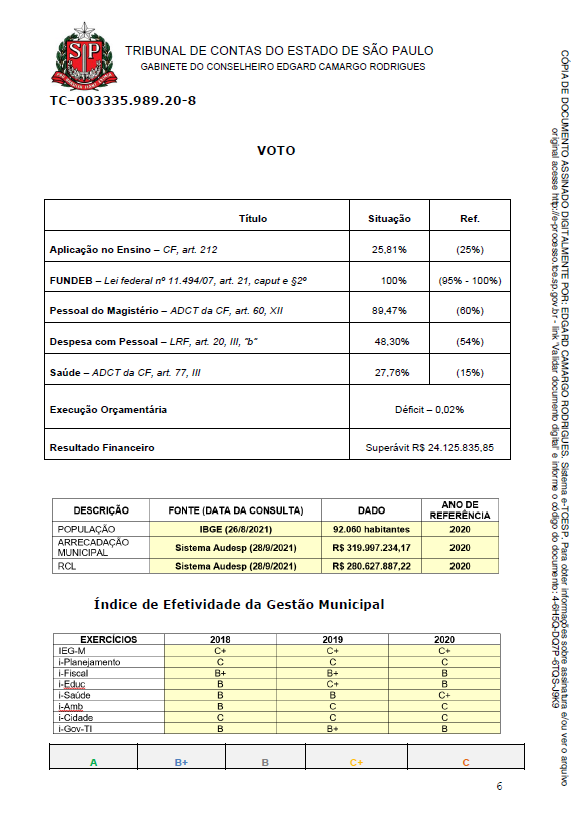 TRIBUNAL DE CONTAS DO ESTADO DE SÃO PAULO
GABINETE DO CONSELHEIRO EDGARD CAMARGO RODRIGUES
TC–003335.989.20-8
VOTO
Título Situação Ref.
Aplicação no Ensino – CF, art. 212 25,81% (25%)
FUNDEB – Lei federal nº 11.494/07, art. 21, caput e §2º 100% (95% - 100%)
Pessoal do Magistério – ADCT da CF, art. 60, XII 89,47% (60%)
Despesa com Pessoal – LRF, art. 20, III, "b" 48,30% (54%)
Saúde – ADCT da CF, art. 77, III 27,76% (15%)
Execução Orçamentária Déficit – 0,02%
Resultado Financeiro Superávit R$ 24.125.835,85
DESCRIÇÃO FONTE (DATA DA CONSULTA) DADO ANO DE REFERÊNCIA
POPULAÇÃO IBGE (26/8/2021) 92.060 habitantes 2020
ARRECADAÇÃO MUNICIPAL Sistema Audesp (28/9/2021) R$ 319.997.234,17 2020
RCL Sistema Audesp (28/9/2021) R$ 280.627.887,22 2020
Índice de Efetividade da Gestão Municipal
EXERCÍCIOS 2018 2019 2020
IEG-M C+ C+ C+
i-Planejamento C C C
i-Fiscal B+ B+ B
i-Educ B C+ B
i-Saúde B B C+
i-Amb B C C
i-Cidade C C C
i-Gov-TI B B+ B
A B+ B C+ C
6
CÓPIA DE DOCUMENTO ASSINADO DIGITALMENTE POR: EDGARD CAMARGO RODRIGUES. Sistema e-TCESP. Para obter informações sobre assinatura e/ou ver o arquivo
original acesse http://e-processo.tce.sp.gov.br - link 'Validar documento digital' e informe o código do documento: 4-6H5Q-DQ7P-6TQS-J9K9